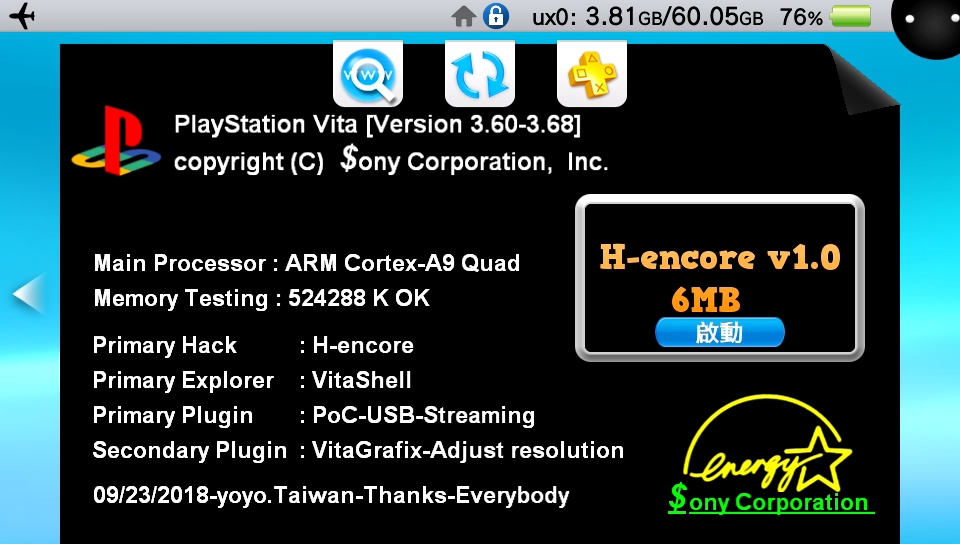 ux0: 3.81GB/60.05GB 76%
www
PlayStation Vita [Version 3.60-3.68]
copyright (C) $ony Corporation, Inc.
H-encore v1.0
6MB
啟動
Main Processor : ARM Cortex-A9 Quad
Memory Testing : 524288 K OK
Primary Hack : H-encore
Primary Explorer : VitaShell
Primary Plugin : PoC-USB-Streaming
Secondary Plugin : VitaGrafix-Adjust resolution
09/23/2018-yoyo.Taiwan-Thanks-Everybody
energy
$ony Corporation